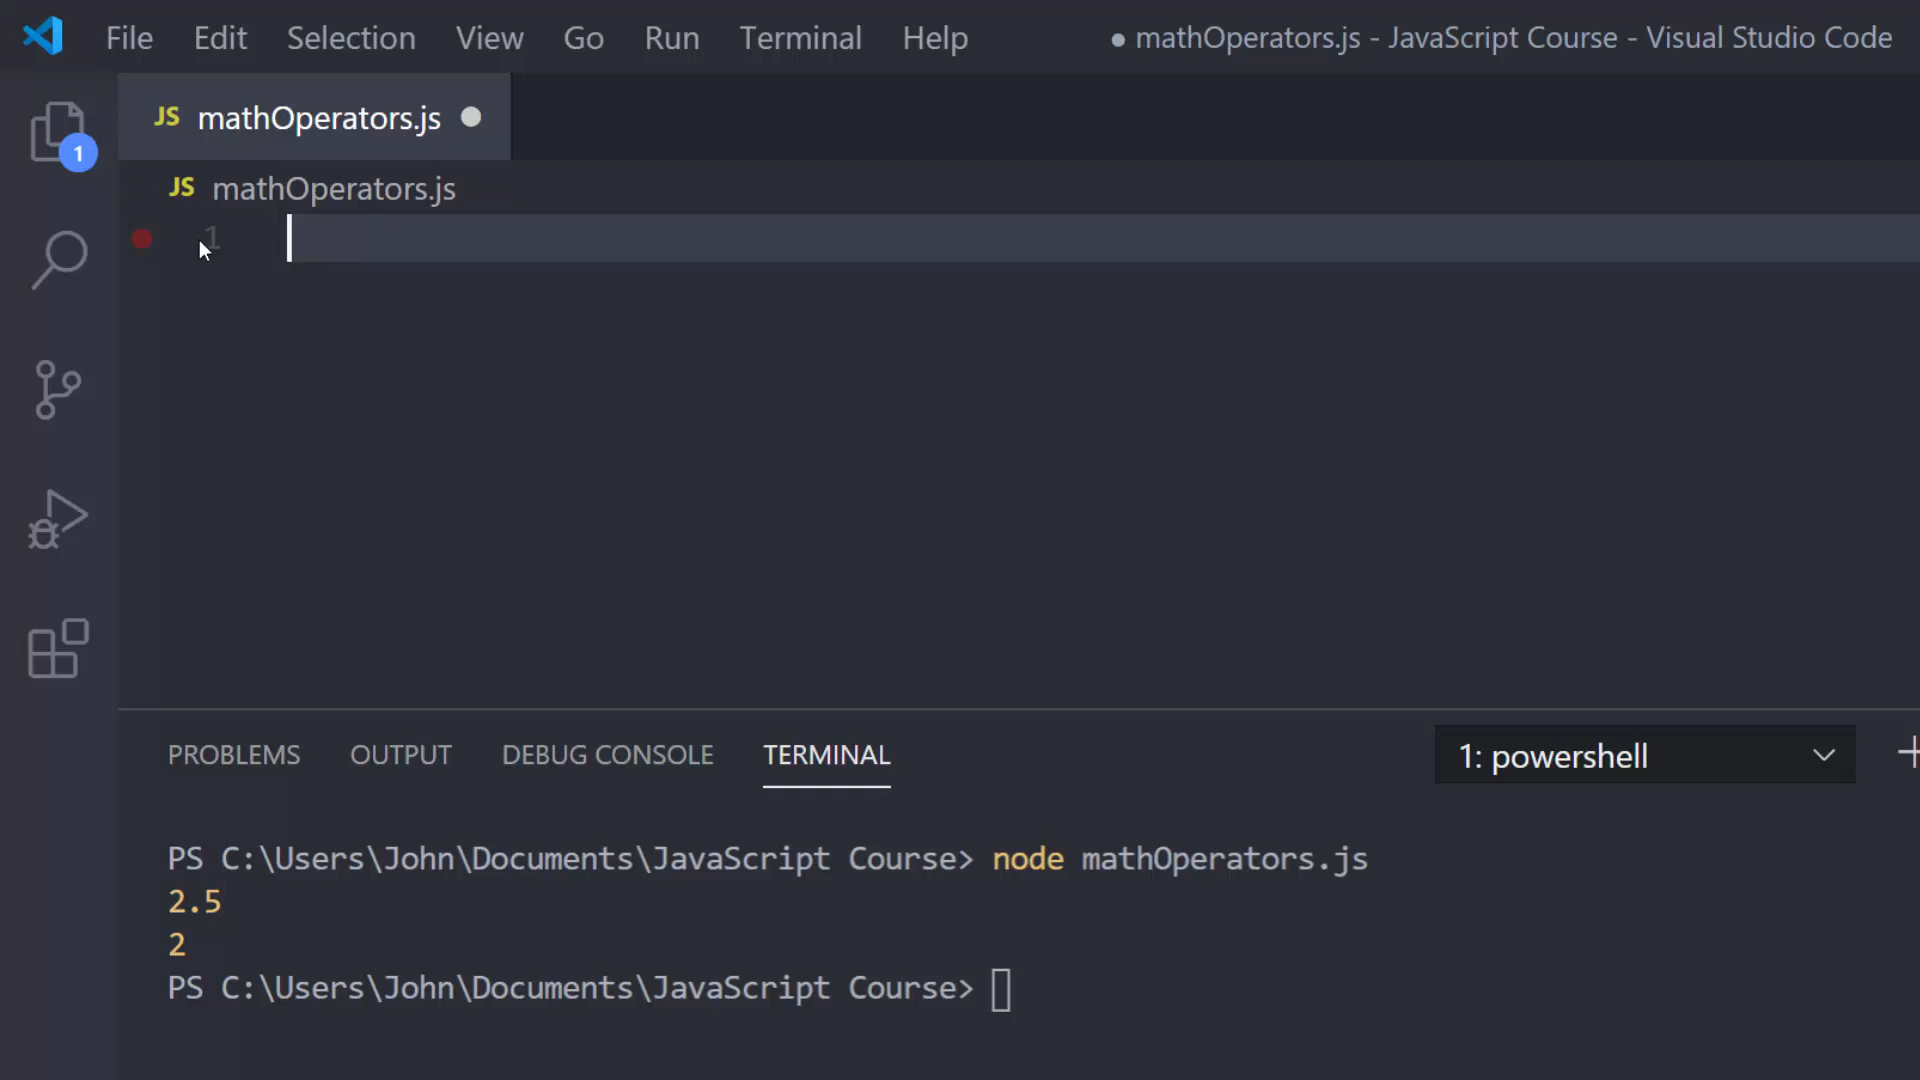 File Edit Selection View Go Run Terminal Help ● mathOperators.js - JavaScript Course - Visual Studio Code
JS mathOperators.js
1
JS mathOperators.js
1
PROBLEMS OUTPUT DEBUG CONSOLE TERMINAL 1: powershell
PS C:\Users\John\Documents\JavaScript Course> node mathOperators.js
2.5
2
PS C:\Users\John\Documents\JavaScript Course>